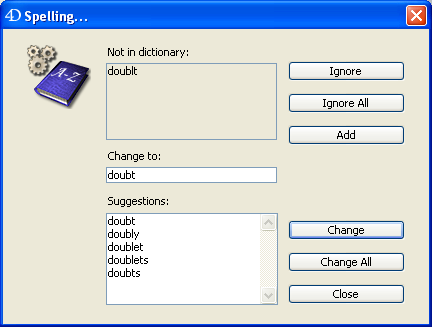 4D Spelling...
Not in dictionary:
doublt
Ignore
A-Z
Ignore All
Add
Change to:
doubt
Suggestions:
doubt
doubly
doublet
doublets
doubts
Change
Change All
Close